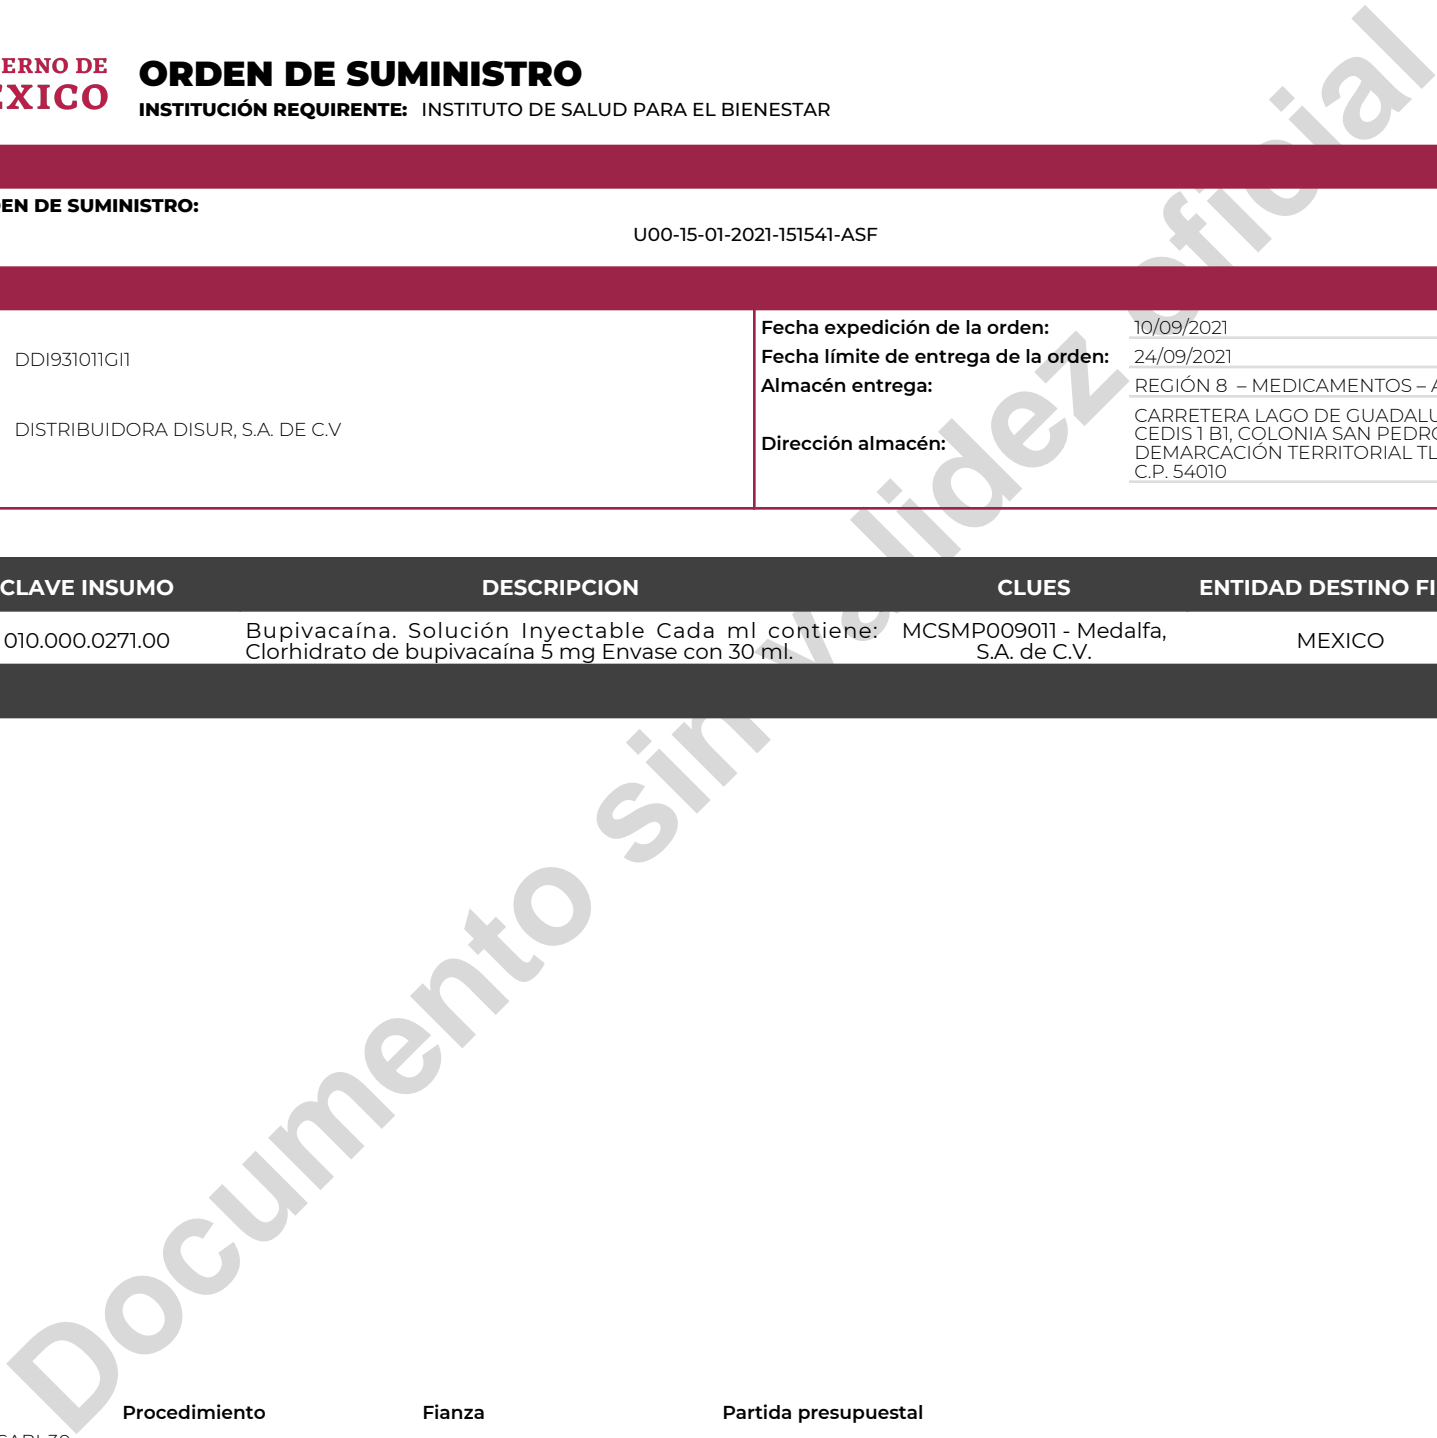 ERNO DE
EXICO
ORDEN DE SUMINISTRO
INSTITUCIÓN REQUIRENTE: INSTITUTO DE SALUD PARA EL BIENESTAR
EN DE SUMINISTRO:
U00-15-01-2021-151541-ASF
DDI931011GI1
DISTRIBUIDORA DISUR, S.A. DE C.V
Fecha expedición de la orden: 10/09/2021
Fecha límite de entrega de la orden: 24/09/2021
Almacén entrega: REGIÓN 8 – MEDICAMENTOS – A
Dirección almacén:
CARRETERA LAGO DE GUADALU
CEDIS 1 B1, COLONIA SAN PEDRO
DEMARCACIÓN TERRITORIAL TL
C.P. 54010
CLAVE INSUMO DESCRIPCION CLUES ENTIDAD DESTINO FI
010.000.0271.00
Bupivacaína. Solución Inyectable Cada ml contiene:
Clorhidrato de bupivacaína 5 mg Envase con 30 ml.
MCSMP009011 - Medalfa,
S.A. de C.V.
MEXICO
Documento sin validez oficial
Procedimiento Fianza Partida presupuestal